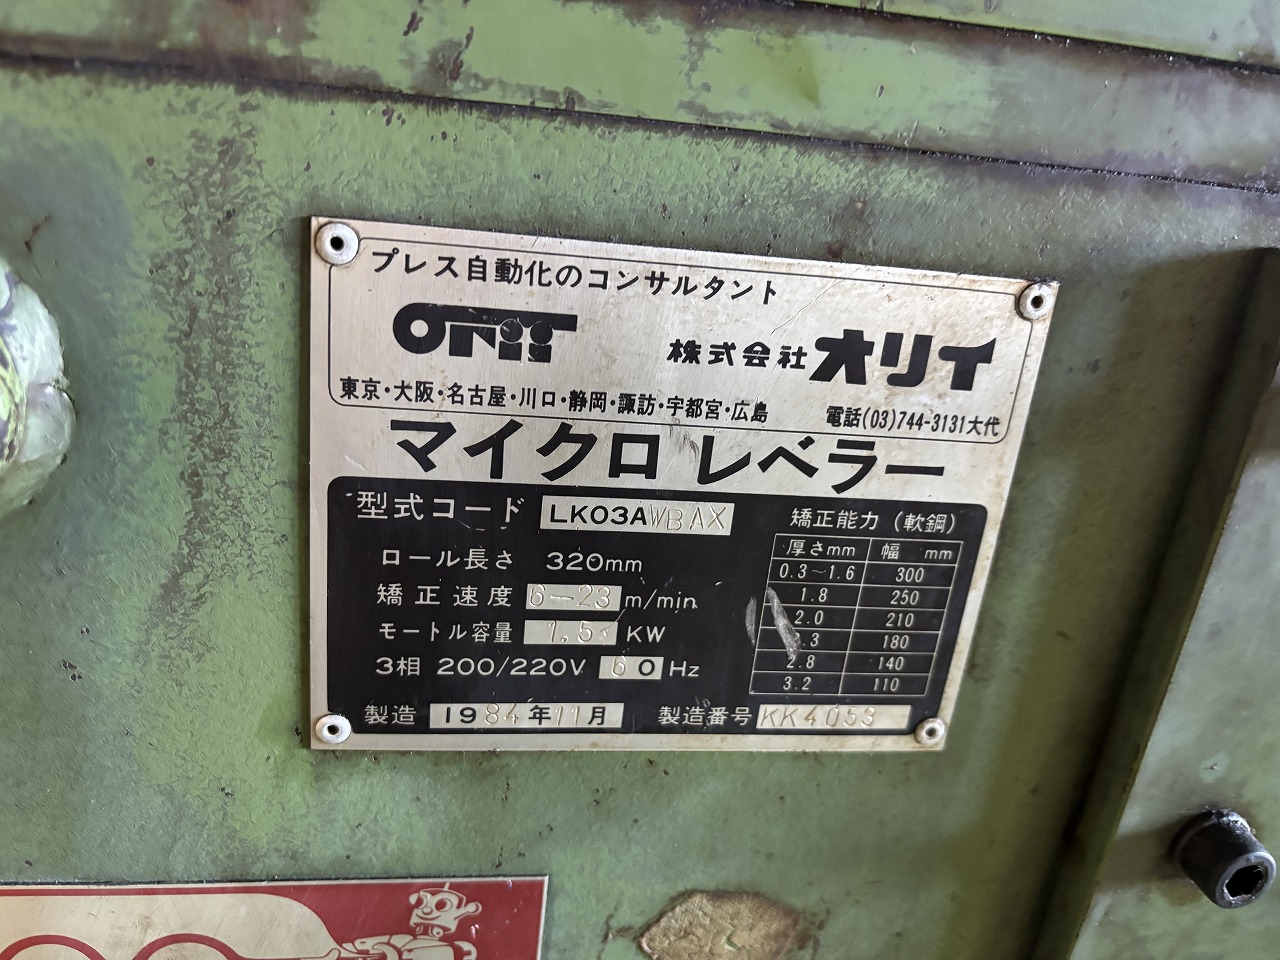 プレス自動化のコンサルタント
ORII 株式会社オリイ
東京・大阪・名古屋・川口・静岡・諏訪・宇都宮・広島 電話(03)744-3131大代
マイクロレベラー
型式コード LK03AWBAX
ロール長さ 320mm
矯正速度 6-23 m/min
モートル容量 1.5 KW
3相 200/220V 60 Hz
製造 1984年11月 製造番号 KK4053
矯正能力(軟鋼)
厚さmm 幅 mm
0.3~1.6 300
1.8 250
2.0 210
.3 180
2.8 140
3.2 110